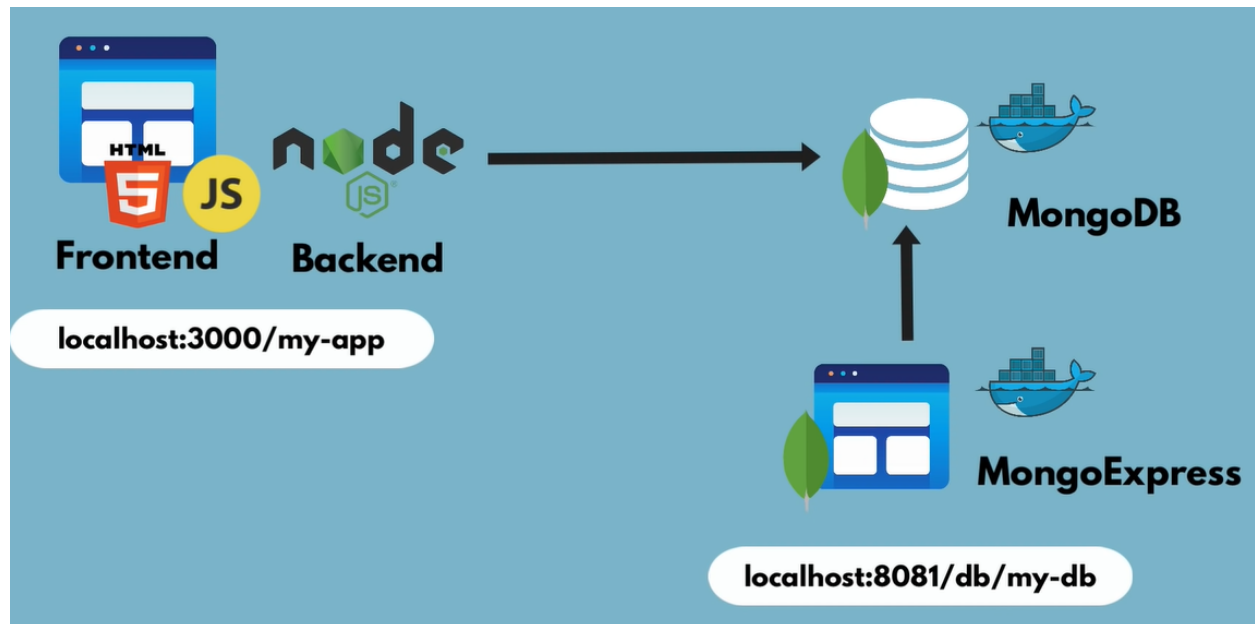 HTML
5
JS
node
JS
Frontend
Backend
localhost:3000/my-app
MongoDB
MongoExpress
localhost:8081/db/my-db